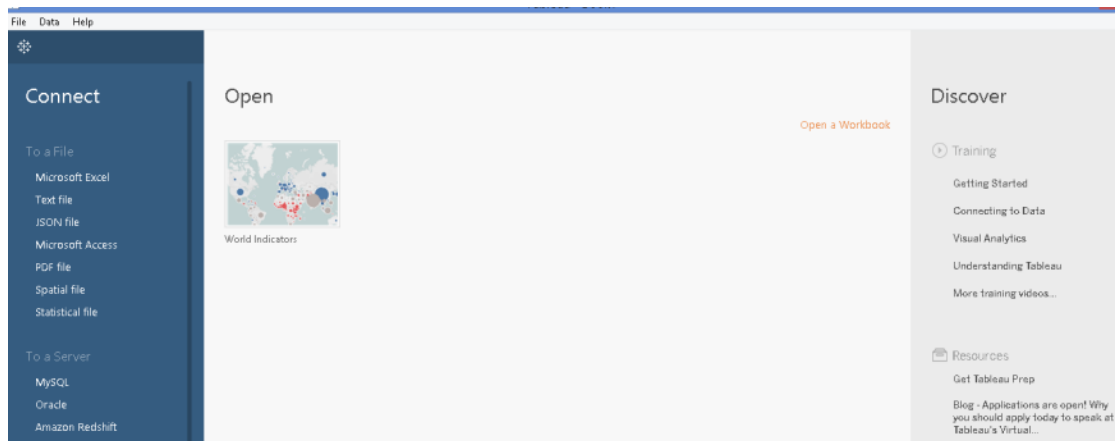 File Data Help
Connect
To a File
Microsoft Excel
Text file
JSON file
Microsoft Access
PDF file
Spatial file
Statistical file
To a Server
MySQL
Oracle
Amazon Redshift
Open
Open a Workbook
World Indicators
Discover
Training
Getting Started
Connecting to Data
Visual Analytics
Understanding Tableau
More training videos...
Resources
Get Tableau Prep
Blog - Applications are open! Why
you should apply today to speak at
Tableau's Virtual...